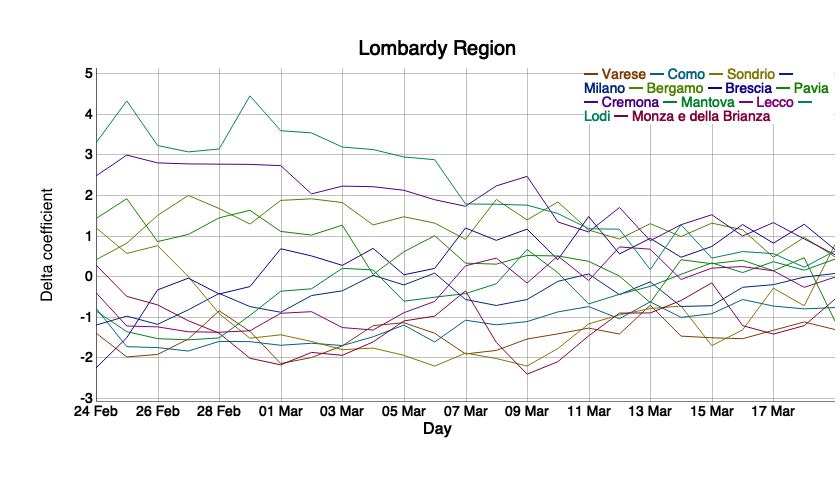 Lombardy Region
— Varese — Como — Sondrio —
Milano — Bergamo — Brescia — Pavia
— Cremona — Mantova — Lecco —
Lodi — Monza e della Brianza
Delta coefficient
5
4
3
2
1
0
-1
-2
-3
24 Feb 26 Feb 28 Feb 01 Mar 03 Mar 05 Mar 07 Mar 09 Mar 11 Mar 13 Mar 15 Mar 17 Mar
Day